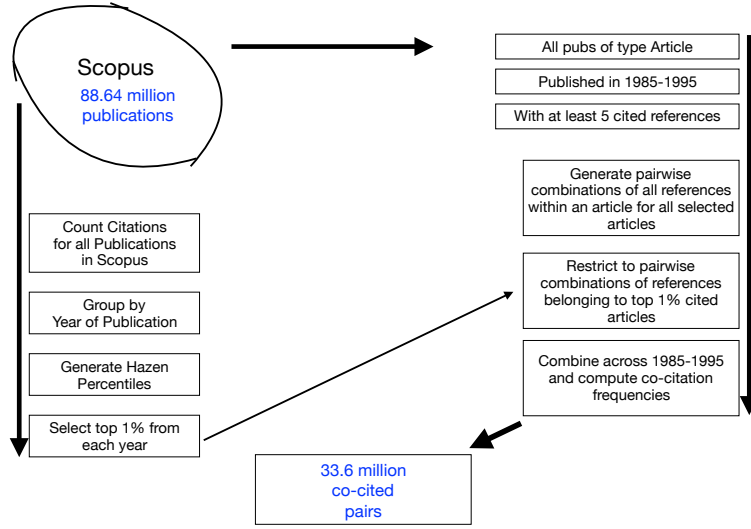 Scopus
88.64 million
publications
Count Citations
for all Publications
in Scopus
Group by
Year of Publication
Generate Hazen
Percentiles
Select top 1% from
each year
All pubs of type Article
Published in 1985-1995
With at least 5 cited references
Generate pairwise
combinations of all references
within an article for all selected
articles
Restrict to pairwise
combinations of references
belonging to top 1% cited
articles
Combine across 1985-1995
and compute co-citation
frequencies
33.6 million
co-cited
pairs